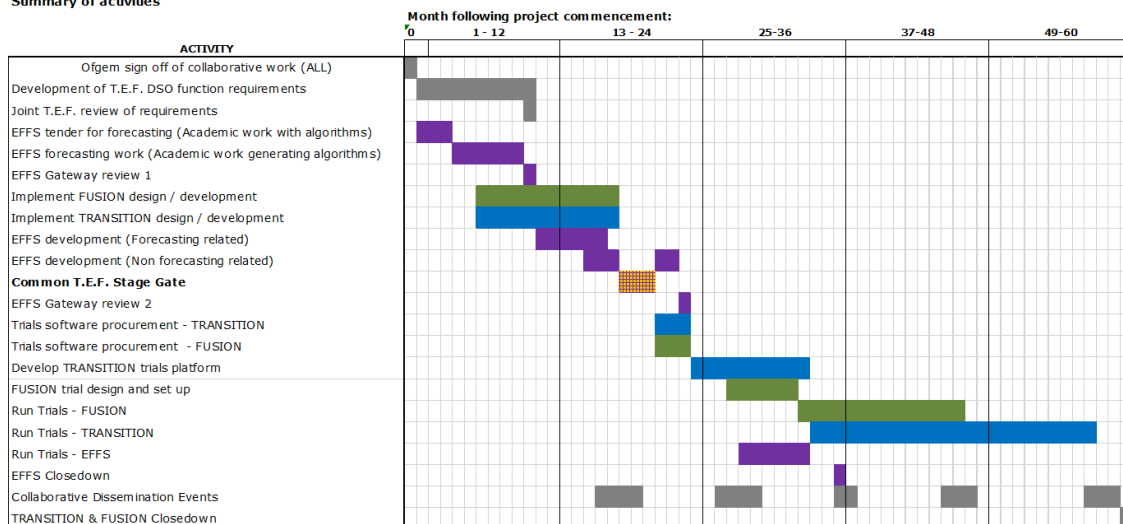 Summary of activities
Month following project commencement:
0 1 - 12 13 - 24 25-36 37-48 49-60
ACTIVITY
Ofgem sign off of collaborative work (ALL)
Development of T.E.F. DSO function requirements
Joint T.E.F. review of requirements
EFFS tender for forecasting (Academic work with algorithms)
EFFS forecasting work (Academic work generating algorithms)
EFFS Gateway review 1
Implement FUSION design / development
Implement TRANSITION design / development
EFFS development (Forecasting related)
EFFS development (Non forecasting related)
Common T.E.F. Stage Gate
EFFS Gateway review 2
Trials software procurement - TRANSITION
Trials software procurement - FUSION
Develop TRANSITION trials platform
FUSION trial design and set up
Run Trials - FUSION
Run Trials - TRANSITION
Run Trials - EFFS
EFFS Closedown
Collaborative Dissemination Events
TRANSITION & FUSION Closedown